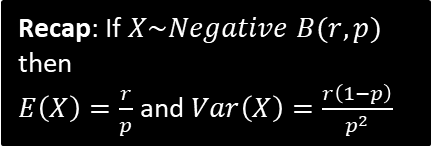 Recap: If X~Negative B(r,p)
then
E(X) = r/p and Var(X) = r(1−p)/p²